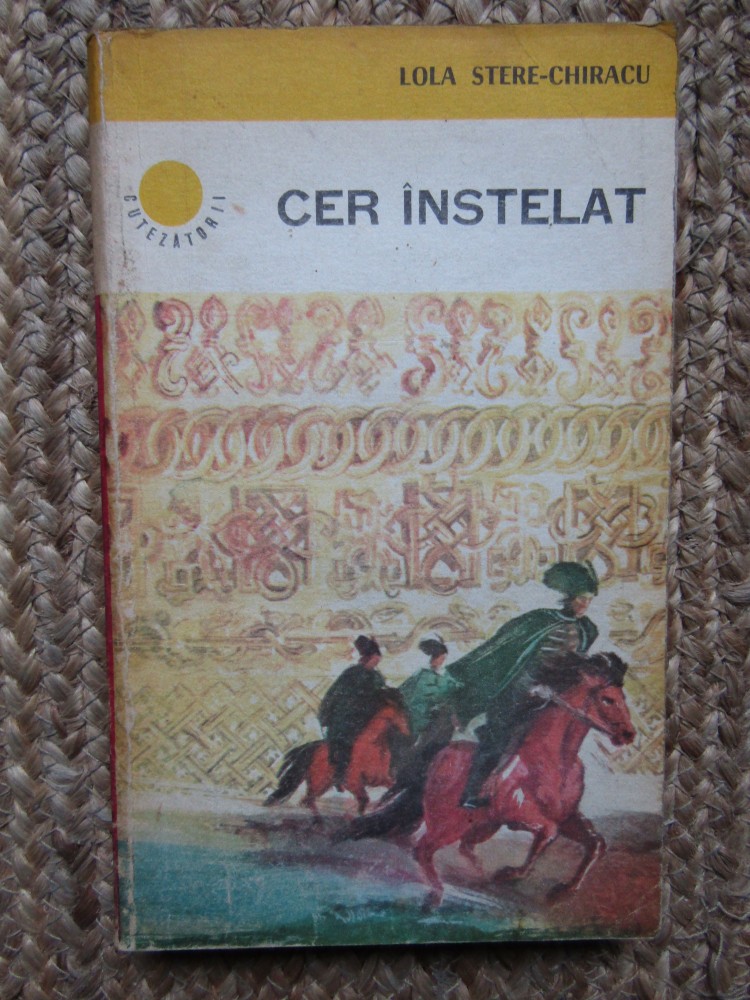 LOLA STERE-CHIRACU
CUTEZĂTORII
CER ÎNSTELAT